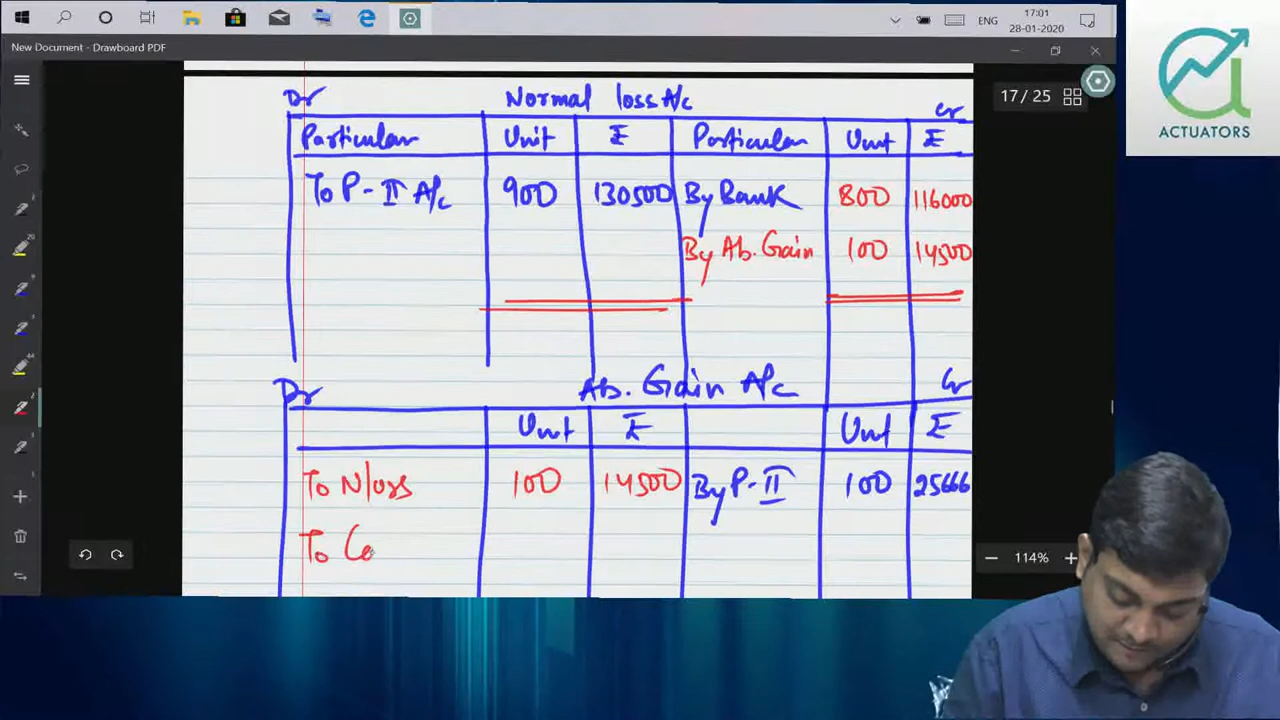 17:01
ENG
28-01-2020
New Document - Drawboard PDF
17 / 25
ACTUATORS
Dr Normal loss A/c Cr
Particular Unit ₹ Particular Unit ₹
To P-II A/c 900 130500 By Bank 800 116000
By Ab. Gain 100 14500
Dr Ab. Gain A/c Cr
Unit ₹ Unit ₹
To N/loss 100 14500 By P-II 100 25666
To Co
114%